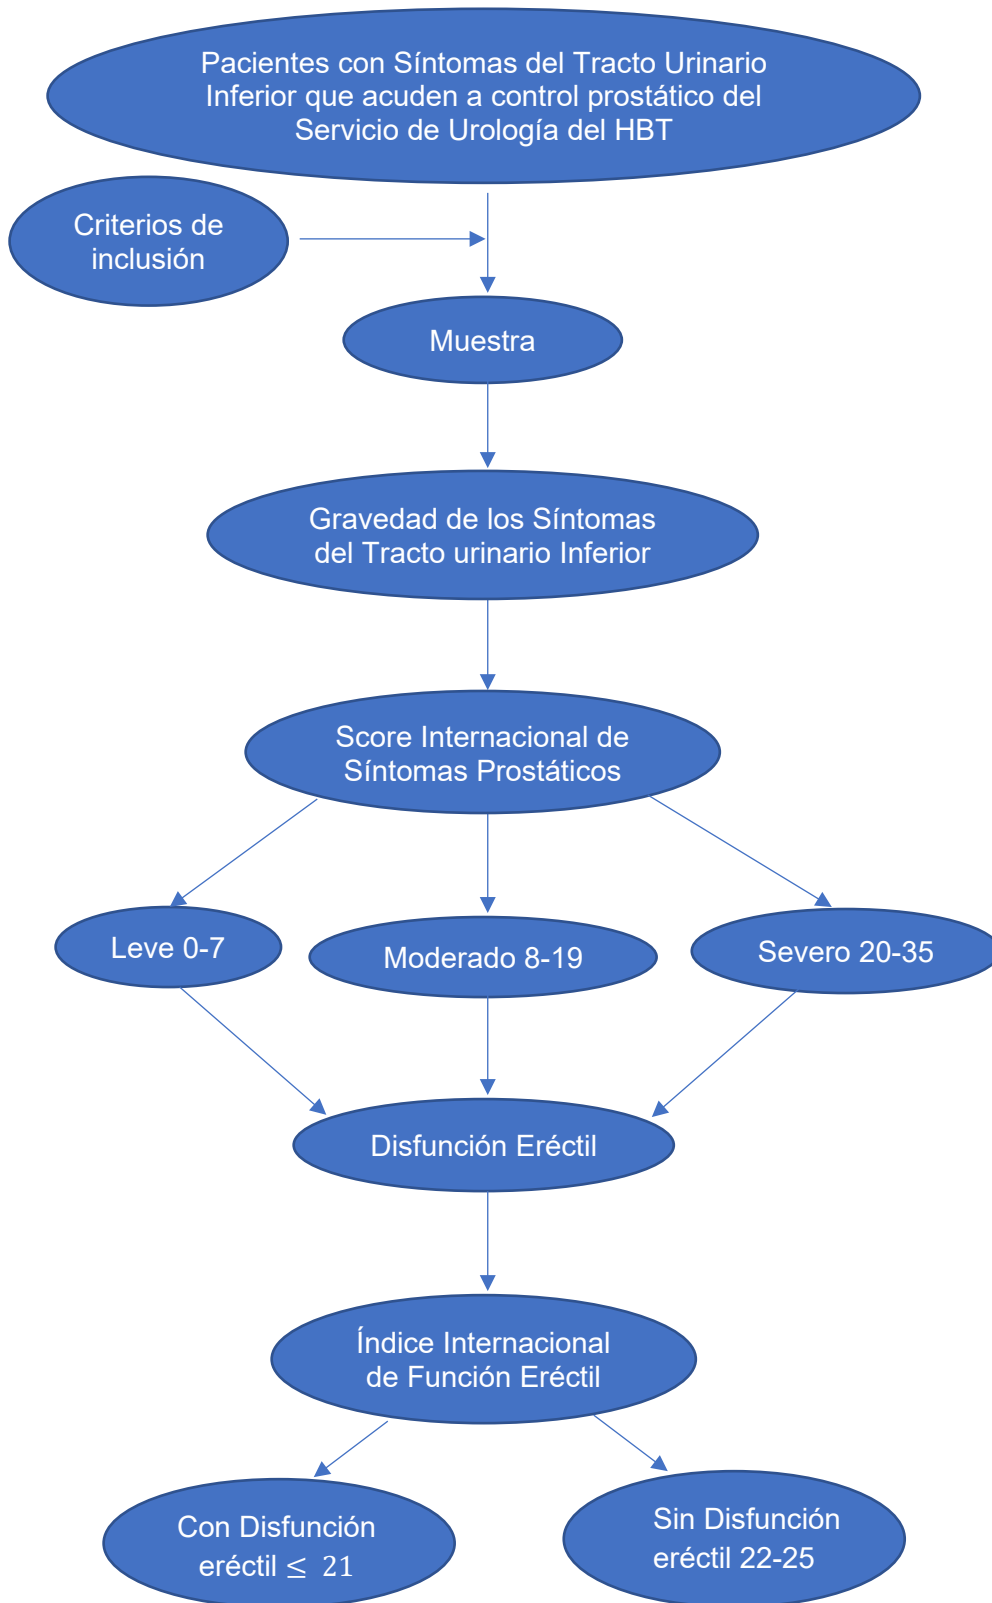 Pacientes con Síntomas del Tracto Urinario
Inferior que acuden a control prostático del
Servicio de Urología del HBT
Criterios de
inclusión
Muestra
Gravedad de los Síntomas
del Tracto urinario Inferior
Score Internacional de
Síntomas Prostáticos
Leve 0-7
Moderado 8-19
Severo 20-35
Disfunción Eréctil
Índice Internacional
de Función Eréctil
Con Disfunción
eréctil ≤ 21
Sin Disfunción
eréctil 22-25